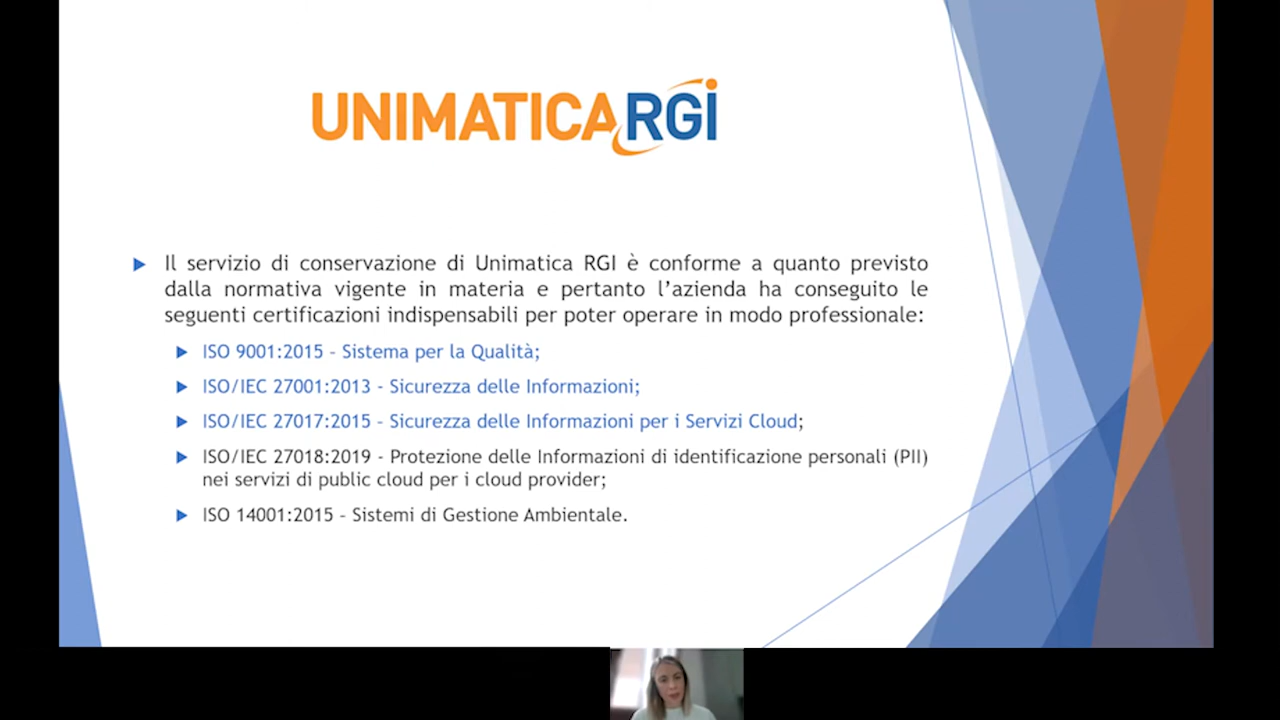 UNIMATICARGI
Il servizio di conservazione di Unimatica RGI è conforme a quanto previsto
dalla normativa vigente in materia e pertanto l'azienda ha conseguito le
seguenti certificazioni indispensabili per poter operare in modo professionale:
ISO 9001:2015 – Sistema per la Qualità;
ISO/IEC 27001:2013 - Sicurezza delle Informazioni;
ISO/IEC 27017:2015 - Sicurezza delle Informazioni per i Servizi Cloud;
ISO/IEC 27018:2019 - Protezione delle Informazioni di identificazione personali (PII)
nei servizi di public cloud per i cloud provider;
ISO 14001:2015 – Sistemi di Gestione Ambientale.